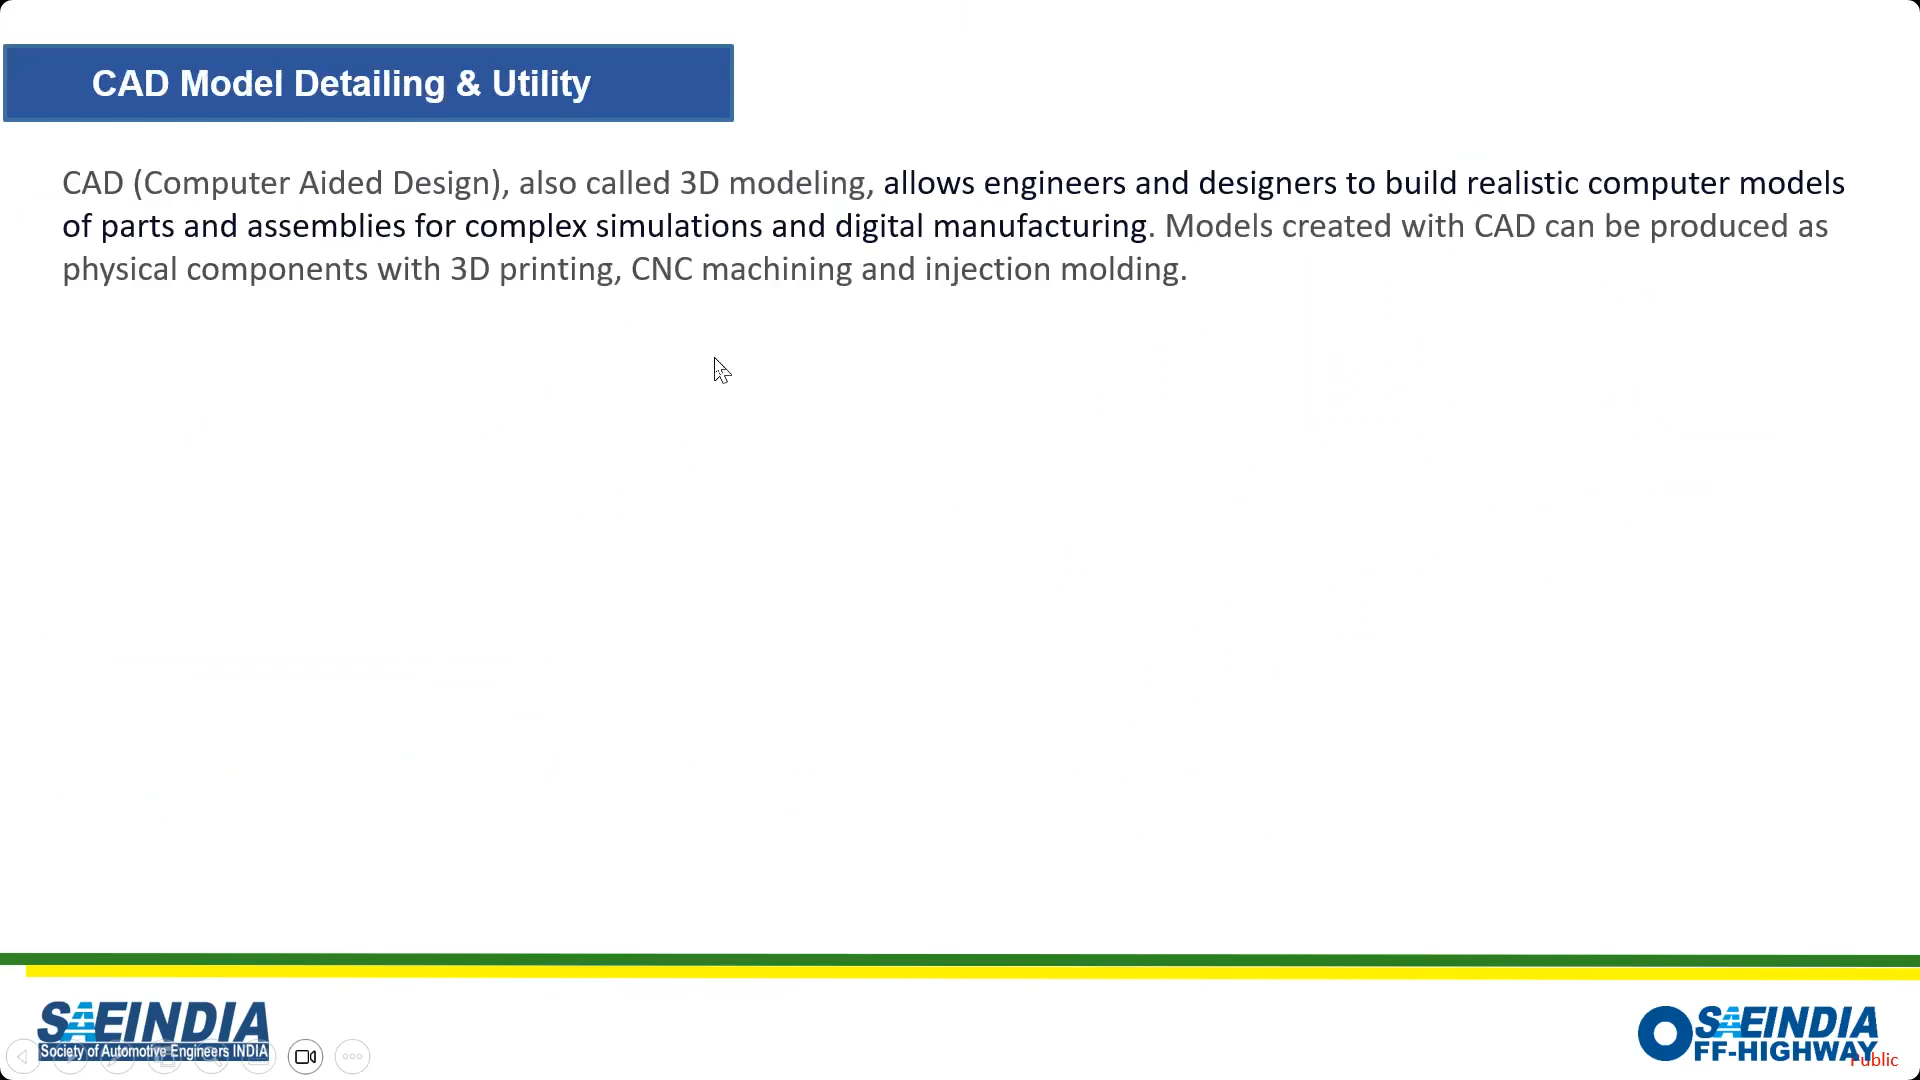 CAD Model Detailing & Utility
CAD (Computer Aided Design), also called 3D modeling, allows engineers and designers to build realistic computer models
of parts and assemblies for complex simulations and digital manufacturing. Models created with CAD can be produced as
physical components with 3D printing, CNC machining and injection molding.
SAEINDIA
Society of Automotive Engineers INDIA
SAEINDIA
OFF-HIGHWAY
Public